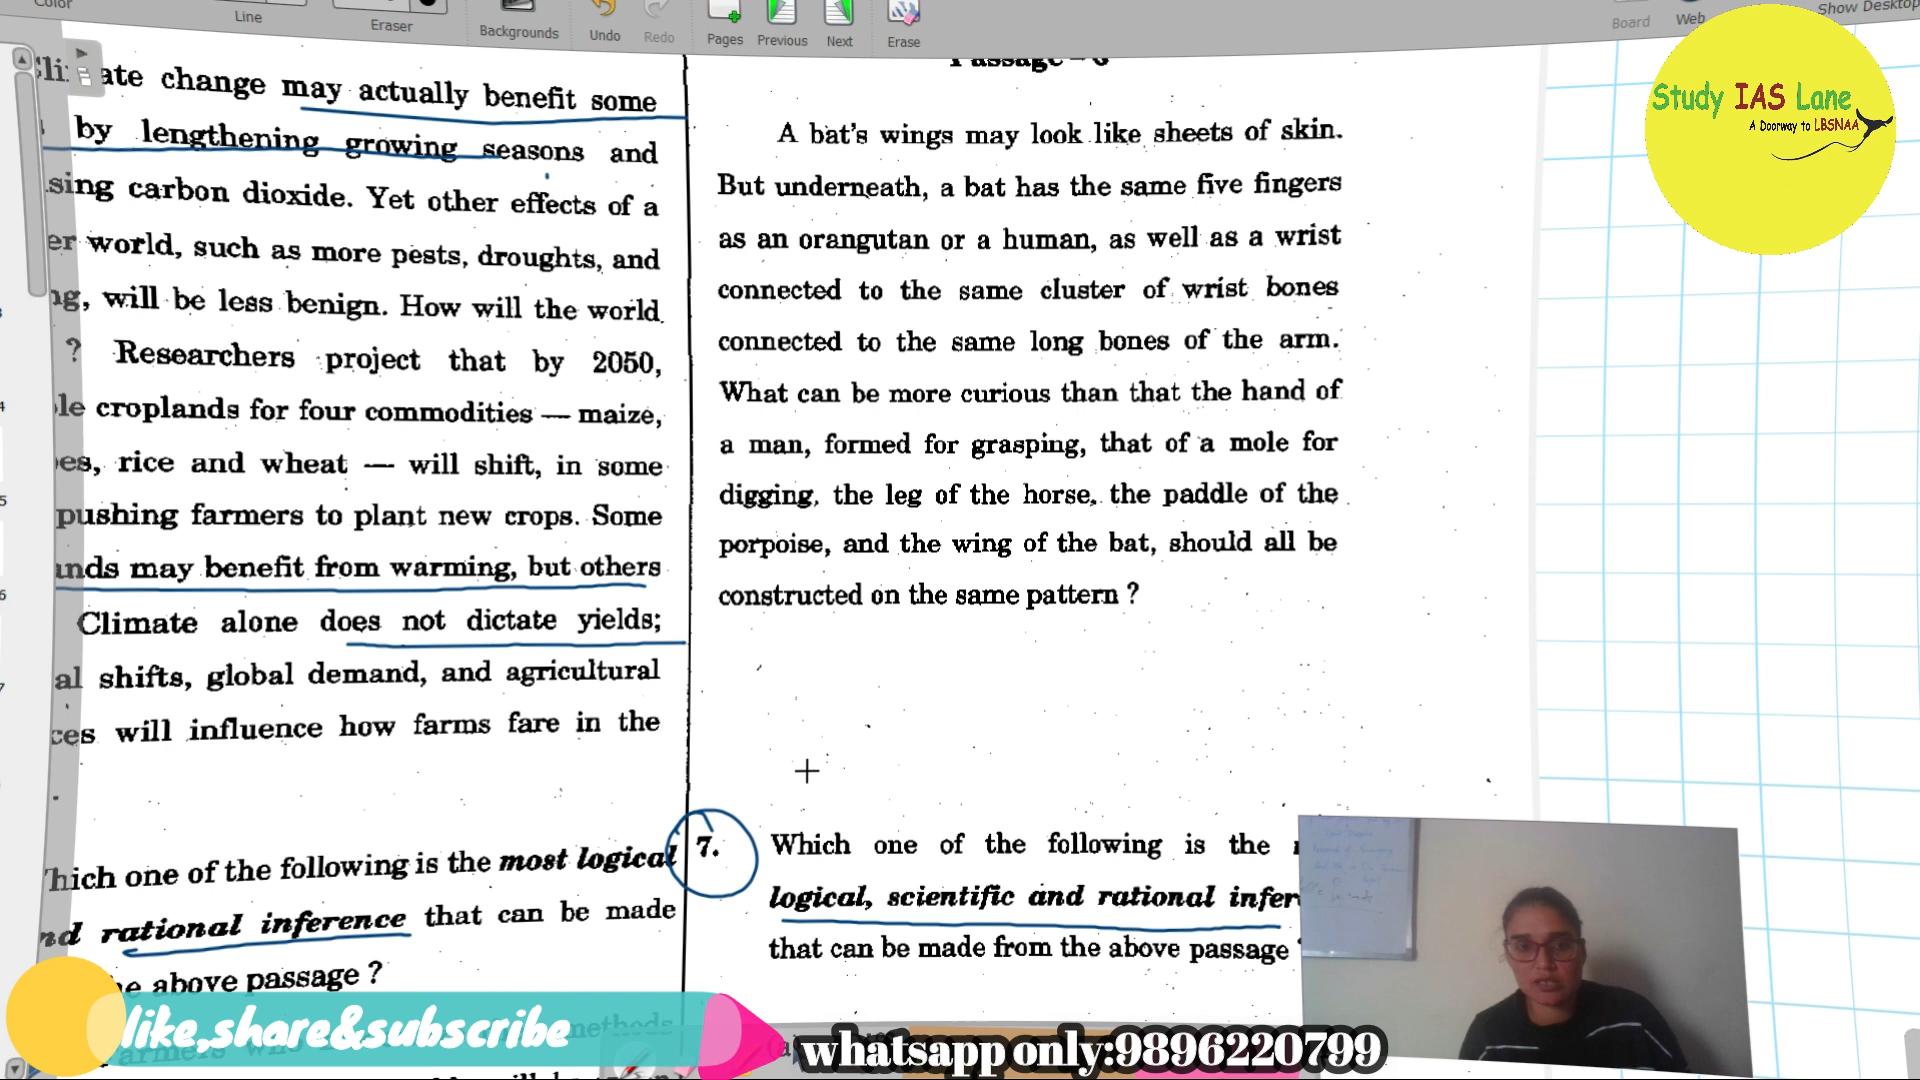 Color
Line
Eraser
Backgrounds
Undo
Redo
Pages
Previous
Next
Erase
Board
Web
Show Desktop
Study IAS Lane
A Doorway to LBSNAA
ate change may actually benefit some
by lengthening growing seasons and
sing carbon dioxide. Yet other effects of a
er world, such as more pests, droughts, and
ng, will be less benign. How will the world
? Researchers project that by 2050,
le croplands for four commodities — maize,
es, rice and wheat — will shift, in some
pushing farmers to plant new crops. Some
nds may benefit from warming, but others
Climate alone does not dictate yields;
al shifts, global demand, and agricultural
ces will influence how farms fare in the
hich one of the following is the most logical
nd rational inference that can be made
e above passage ?
methods
Passage – 6
A bat's wings may look like sheets of skin.
But underneath, a bat has the same five fingers
as an orangutan or a human, as well as a wrist
connected to the same cluster of wrist bones
connected to the same long bones of the arm.
What can be more curious than that the hand of
a man, formed for grasping, that of a mole for
digging, the leg of the horse, the paddle of the
porpoise, and the wing of the bat, should all be
constructed on the same pattern ?
7. Which one of the following is the
logical, scientific and rational infer
that can be made from the above passage
like,share&subscribe
whatsapp only:9896220799